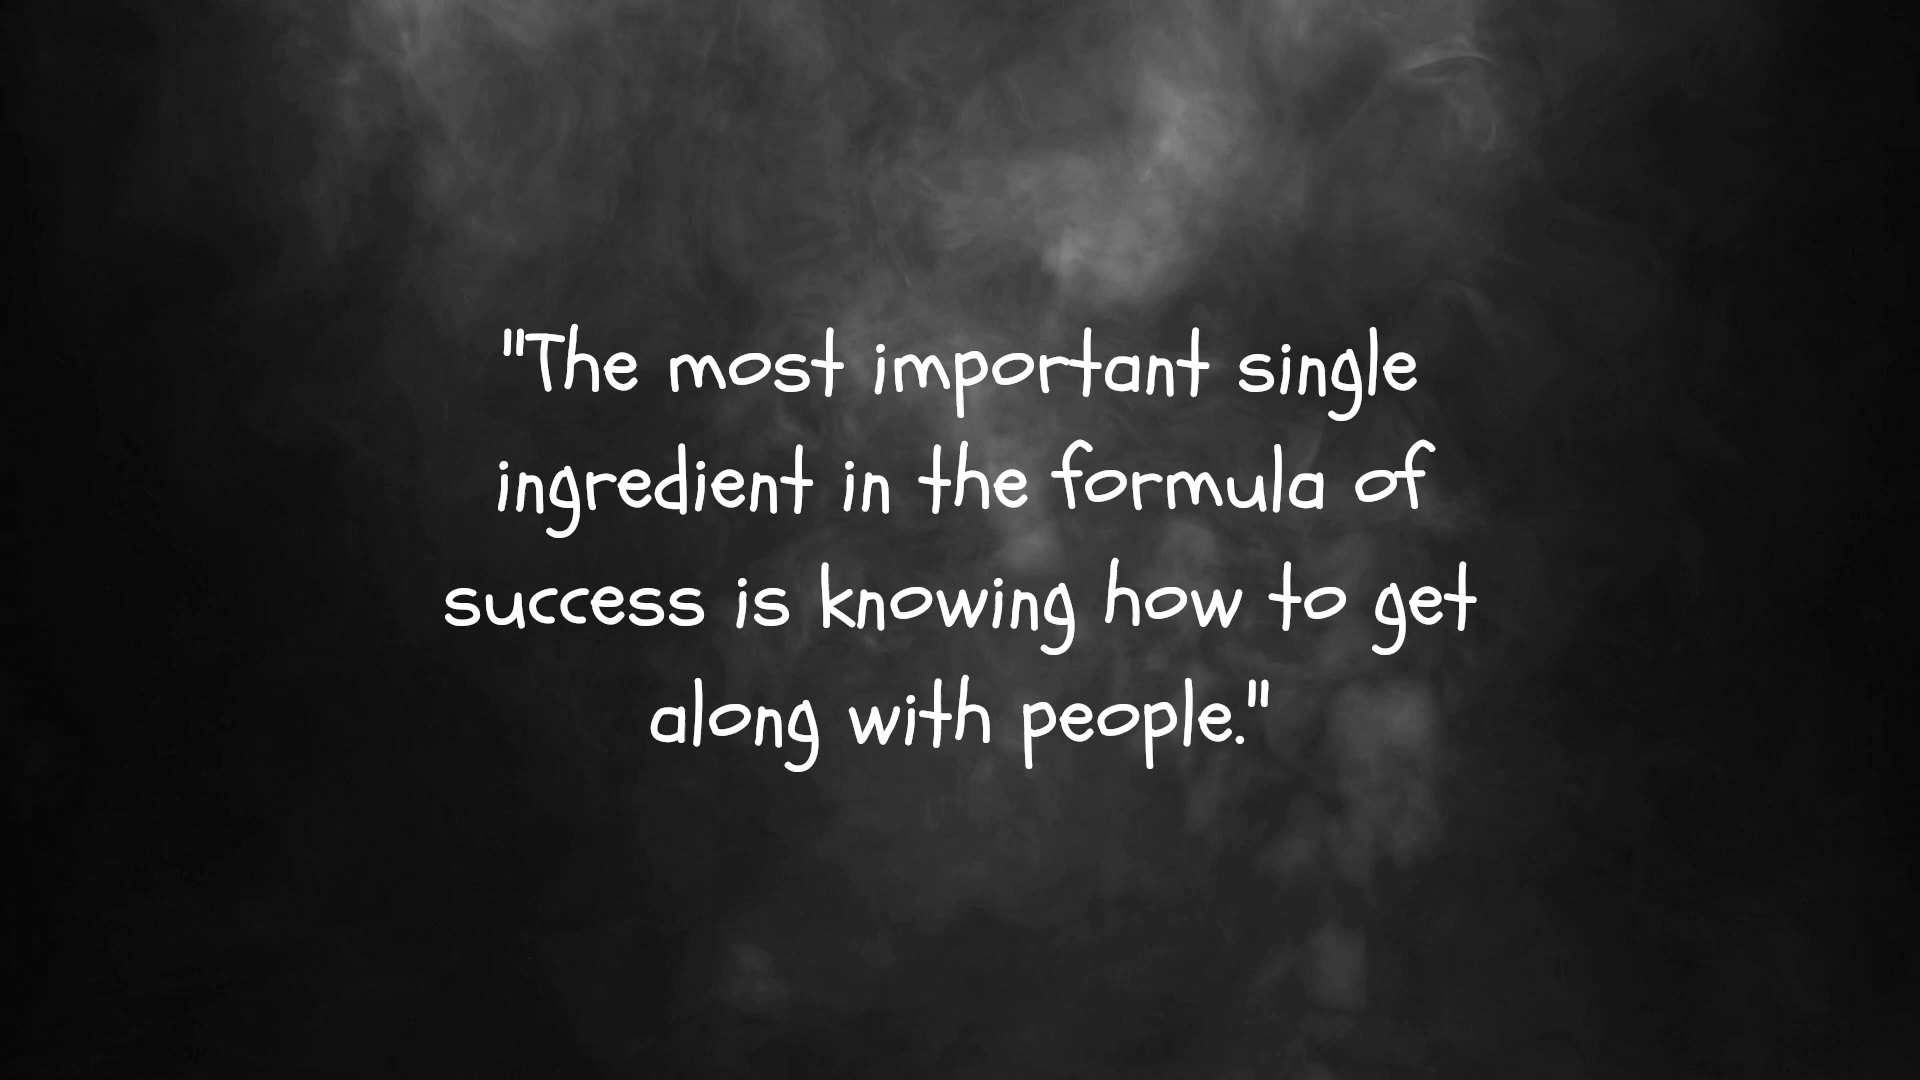 "The most important single
ingredient in the formula of
success is knowing how to get
along with people."